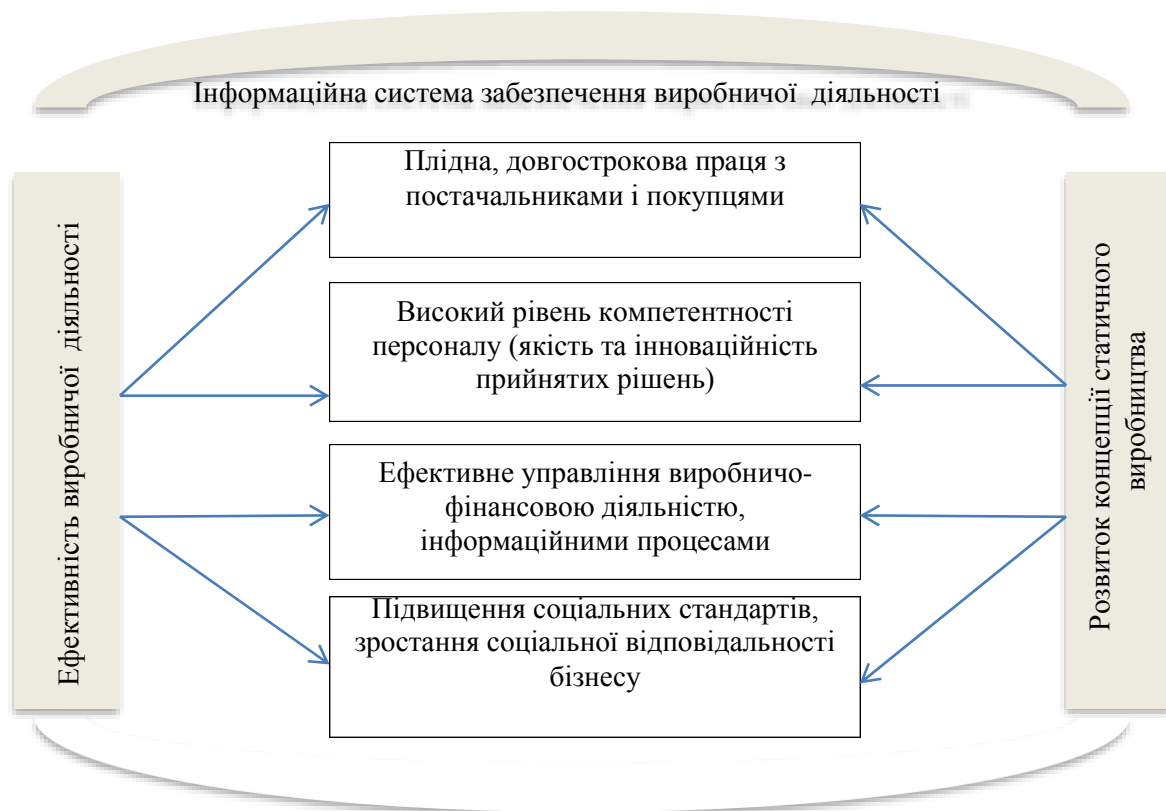 Інформаційна система забезпечення виробничої діяльності
Ефективність виробничої діяльності
Плідна, довгострокова праця з
постачальниками і покупцями
Високий рівень компетентності
персоналу (якість та інноваційність
прийнятих рішень)
Ефективне управління виробничо-
фінансовою діяльністю,
інформаційними процесами
Підвищення соціальних стандартів,
зростання соціальної відповідальності
бізнесу
Розвиток концепції статичного
виробництва